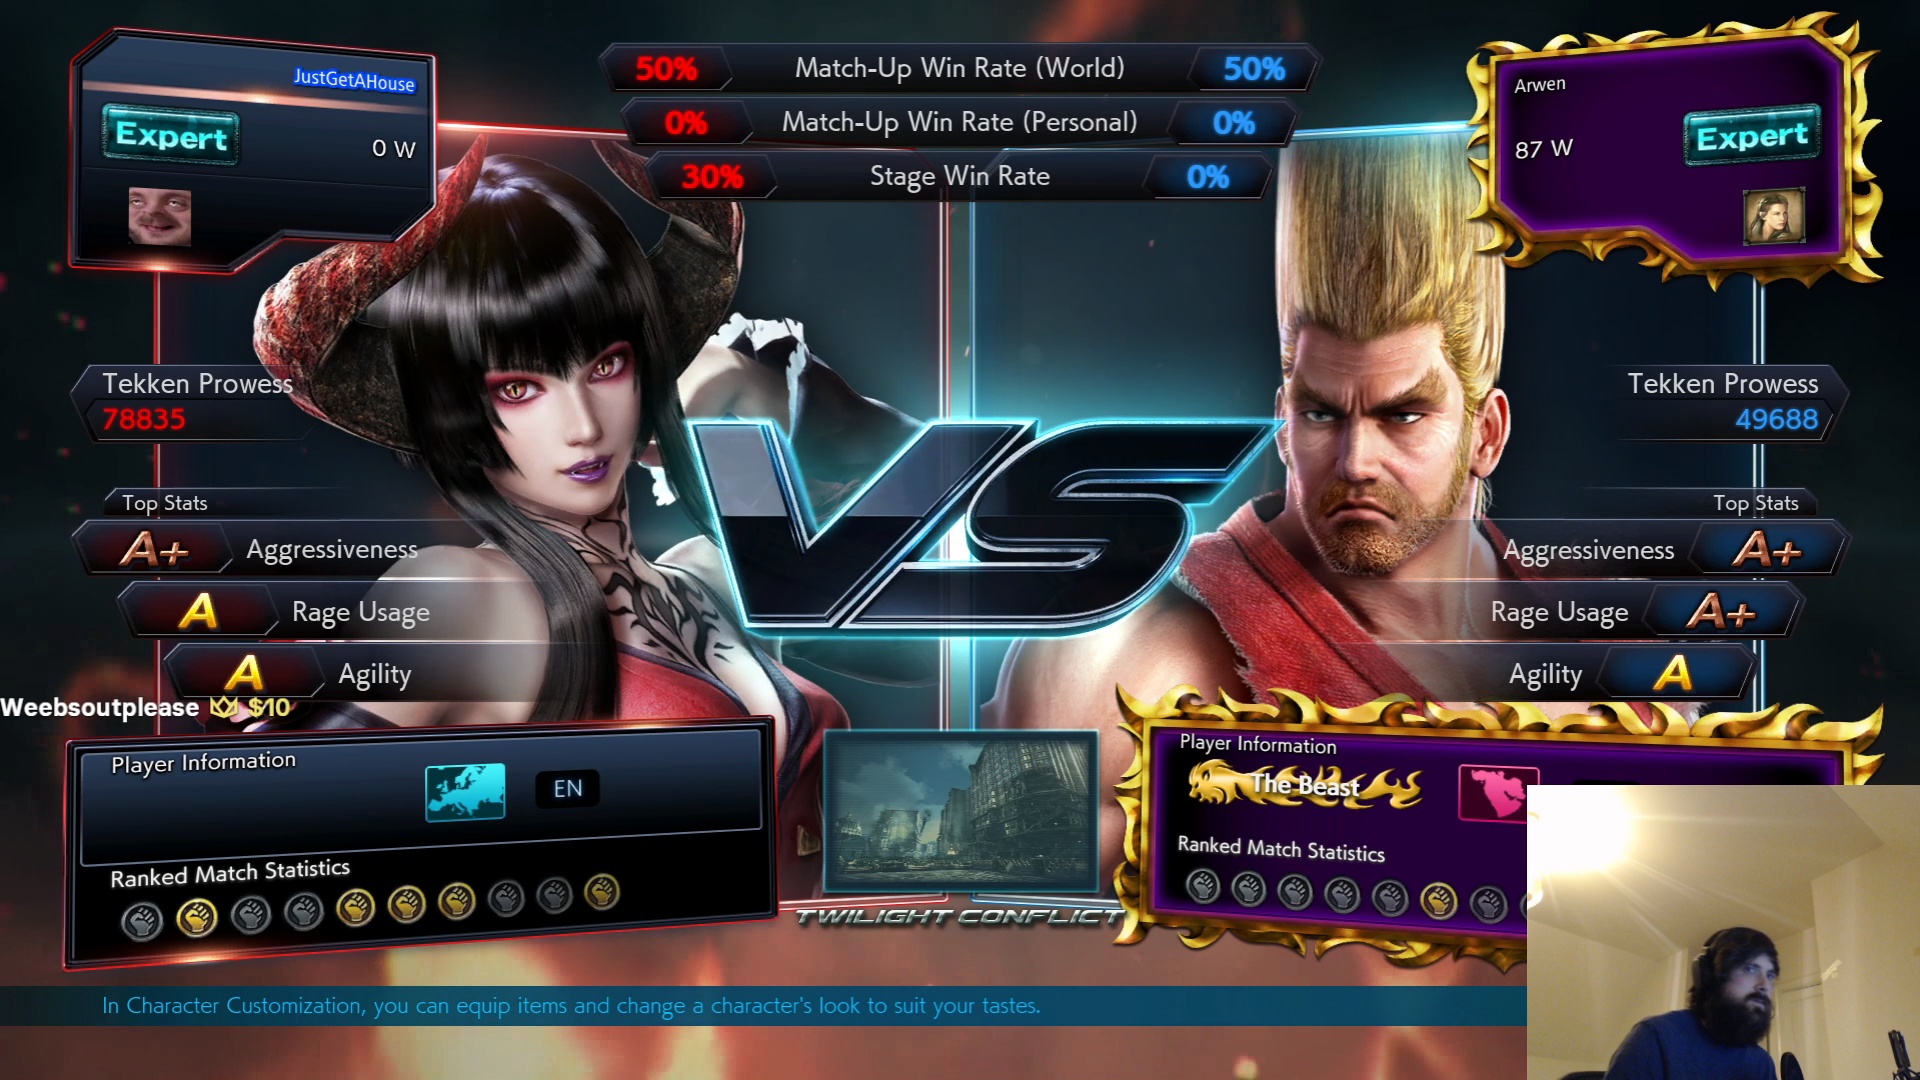 JustGetAHouse
Expert
0 W
50% Match-Up Win Rate (World) 50%
0% Match-Up Win Rate (Personal) 0%
30% Stage Win Rate 0%
Arwen
87 W
Expert
Tekken Prowess
78835
Tekken Prowess
49688
VS
Top Stats
A+ Aggressiveness
A Rage Usage
A Agility
Top Stats
Aggressiveness A+
Rage Usage A+
Agility A
Weebsoutplease $10
Player Information
EN
Ranked Match Statistics
TWILIGHT CONFLICT
Player Information
The Beast
Ranked Match Statistics
In Character Customization, you can equip items and change a character's look to suit your tastes.